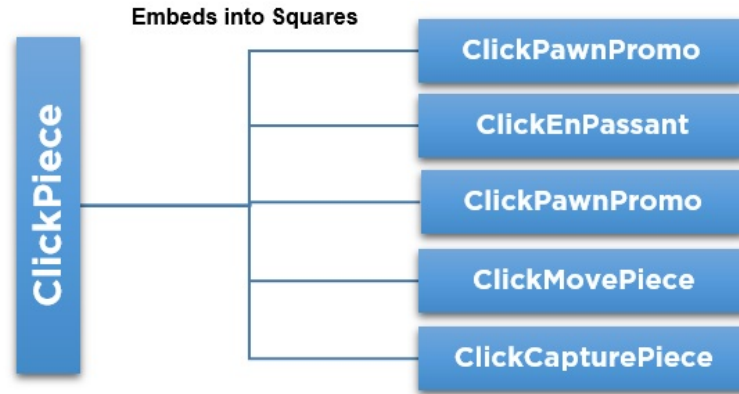 Embeds into Squares
ClickPiece
ClickPawnPromo
ClickEnPassant
ClickPawnPromo
ClickMovePiece
ClickCapturePiece